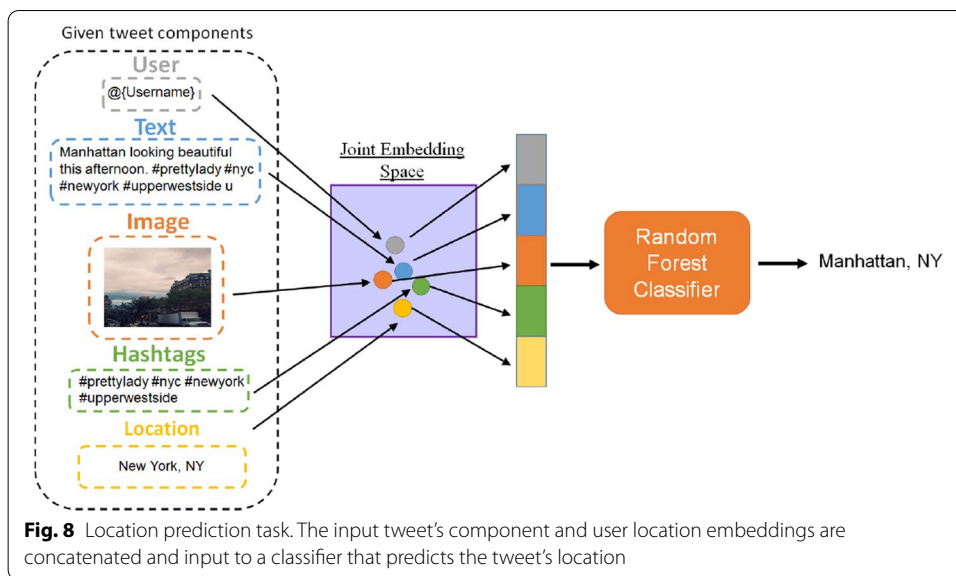 Given tweet components
User
@{Username}
Text
Manhattan looking beautiful
this afternoon. #prettylady #nyc
#newyork #upperwestside u
Image
Hashtags
#prettylady #nyc #newyork
#upperwestside
Location
New York, NY
Joint Embedding
Space
Random
Forest
Classifier
Manhattan, NY
Fig. 8 Location prediction task. The input tweet's component and user location embeddings are
concatenated and input to a classifier that predicts the tweet's location